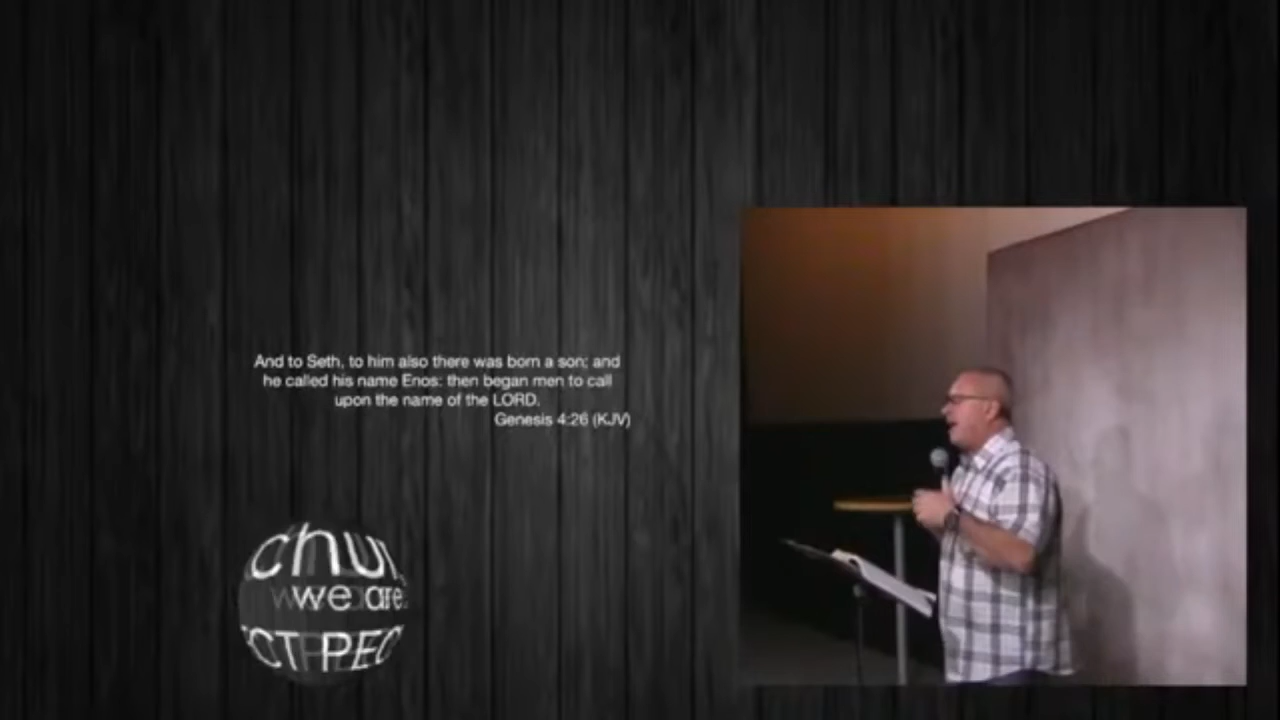 And to Seth, to him also there was born a son; and
he called his name Enos: then began men to call
upon the name of the LORD.
Genesis 4:26 (KJV)
we are